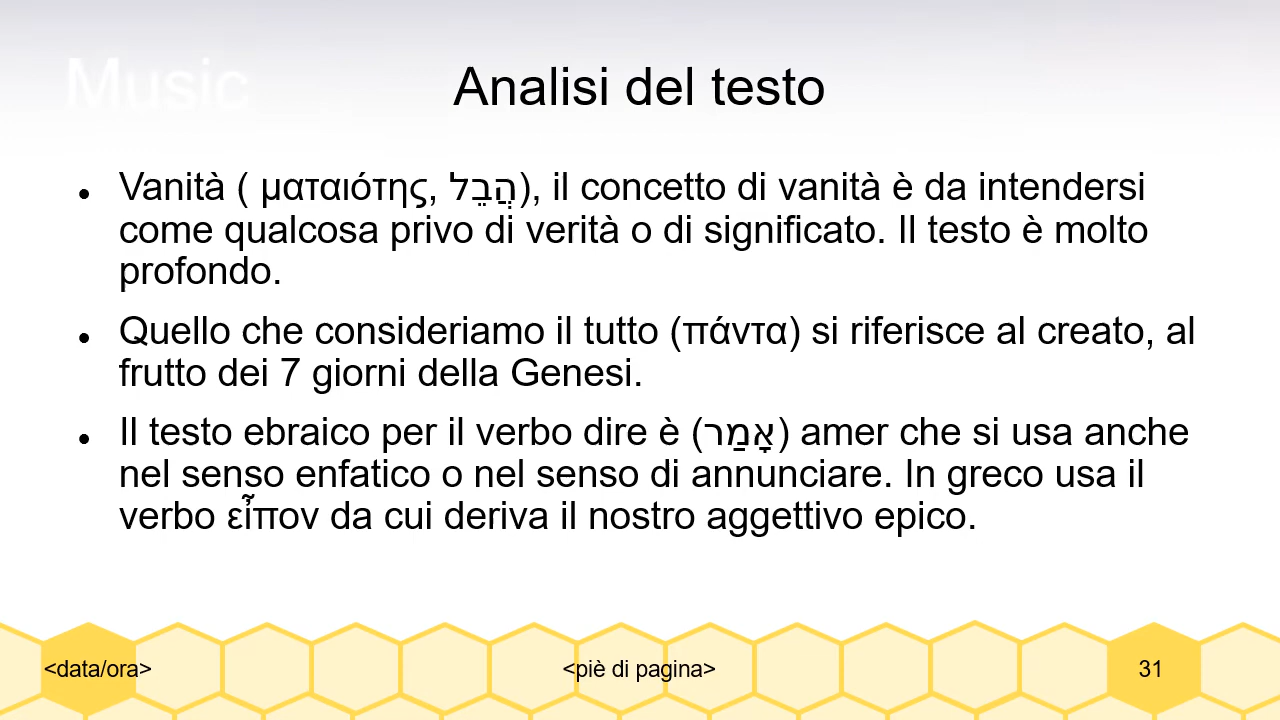 Music
Analisi del testo
Vanità ( ματαιότης, הֲבֵל), il concetto di vanità è da intendersi
come qualcosa privo di verità o di significato. Il testo è molto
profondo.
Quello che consideriamo il tutto (πάντα) si riferisce al creato, al
frutto dei 7 giorni della Genesi.
Il testo ebraico per il verbo dire è (אָמַר) amer che si usa anche
nel senso enfatico o nel senso di annunciare. In greco usa il
verbo εἶπον da cui deriva il nostro aggettivo epico.
<data/ora>
<piè di pagina>
31